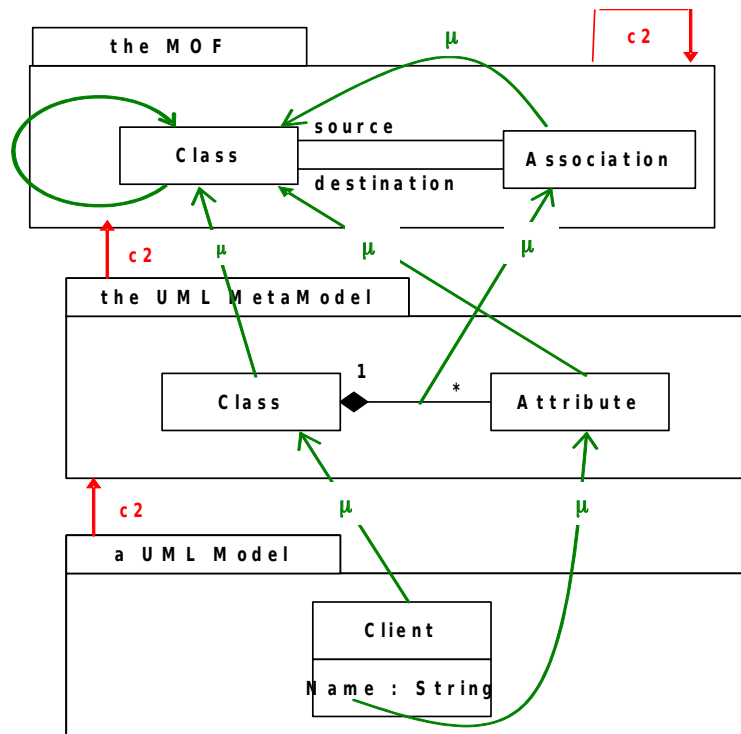 the MOF
c2
μ
source
Class
Association
destination
μ
μ
μ
c2
the UML MetaModel
1
Class
*
Attribute
μ
μ
c2
a UML Model
Client
Name : String